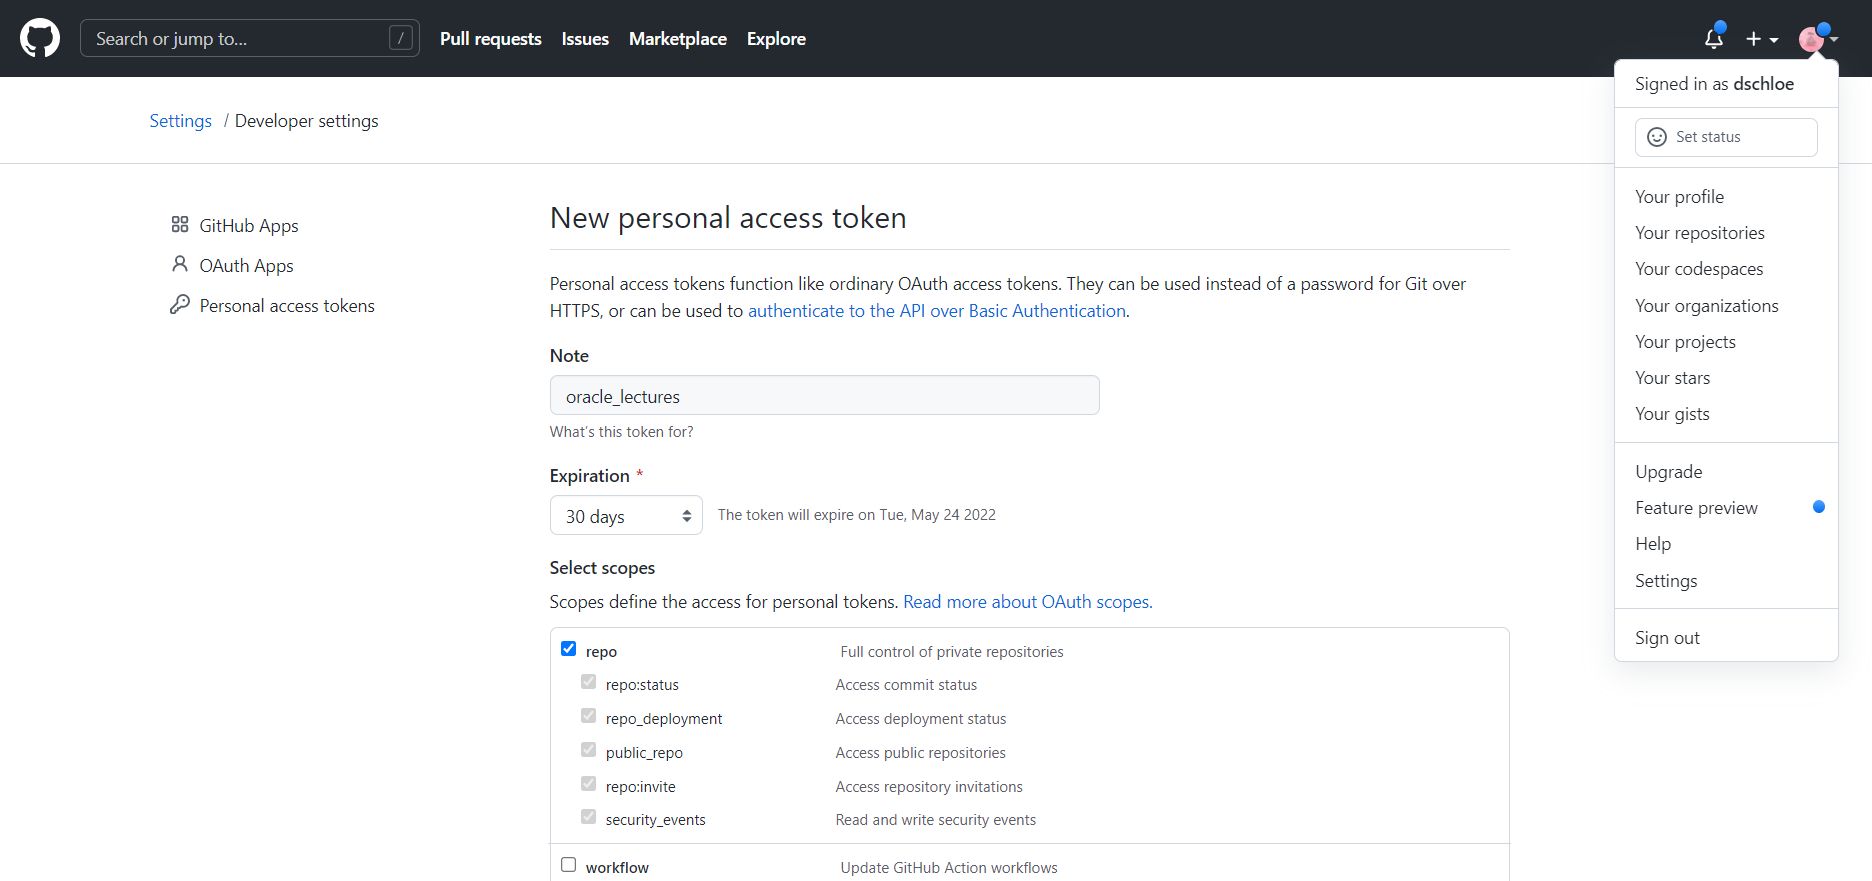 Search or jump to... /
Pull requests
Issues
Marketplace
Explore
Signed in as dschloe
Set status
Your profile
Your repositories
Your codespaces
Your organizations
Your projects
Your stars
Your gists
Upgrade
Feature preview
Help
Settings
Sign out
Settings / Developer settings
GitHub Apps
OAuth Apps
Personal access tokens
New personal access token
Personal access tokens function like ordinary OAuth access tokens. They can be used instead of a password for Git over
HTTPS, or can be used to authenticate to the API over Basic Authentication.
Note
oracle_lectures
What's this token for?
Expiration *
30 days The token will expire on Tue, May 24 2022
Select scopes
Scopes define the access for personal tokens. Read more about OAuth scopes.
repo Full control of private repositories
repo:status Access commit status
repo_deployment Access deployment status
public_repo Access public repositories
repo:invite Access repository invitations
security_events Read and write security events
workflow Update GitHub Action workflows